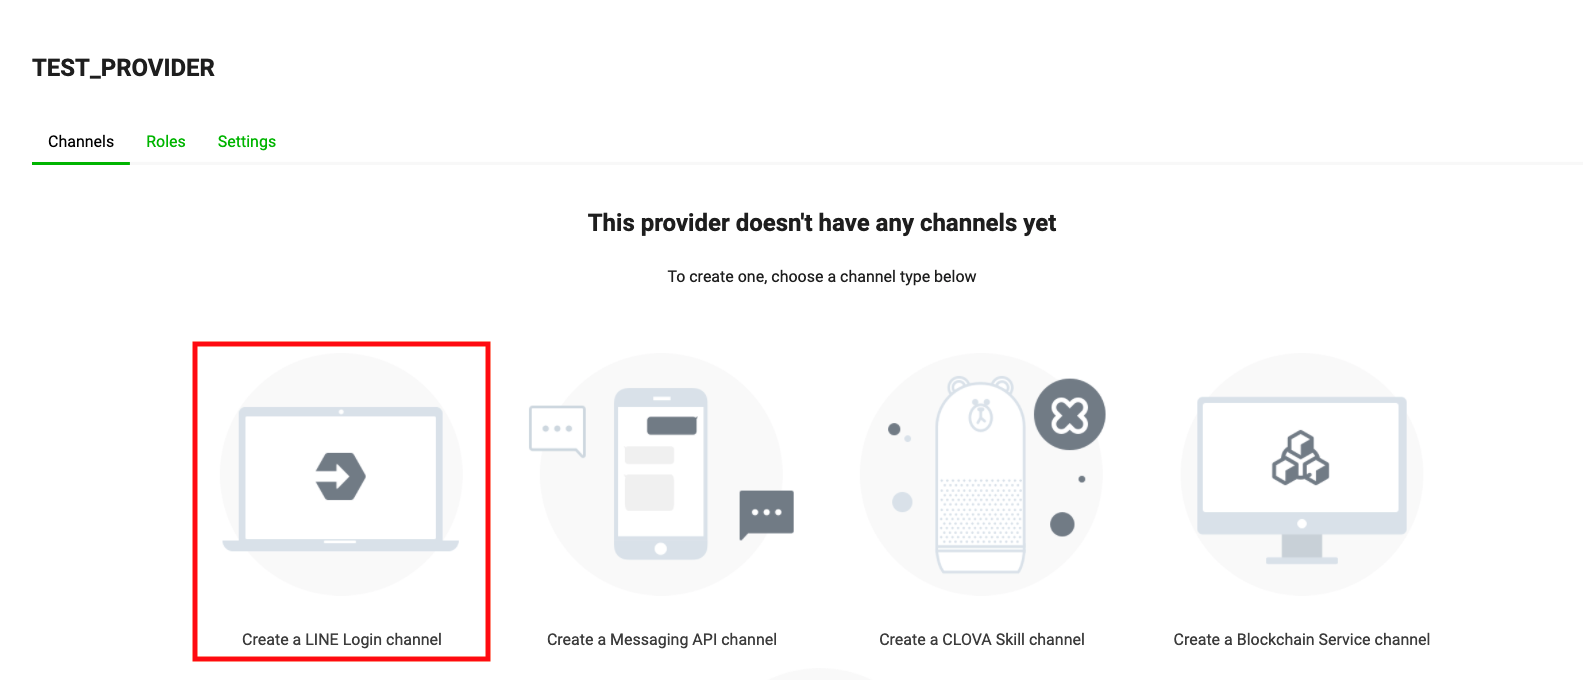 TEST_PROVIDER
Channels Roles Settings
This provider doesn't have any channels yet
To create one, choose a channel type below
Create a LINE Login channel
Create a Messaging API channel
Create a CLOVA Skill channel
Create a Blockchain Service channel